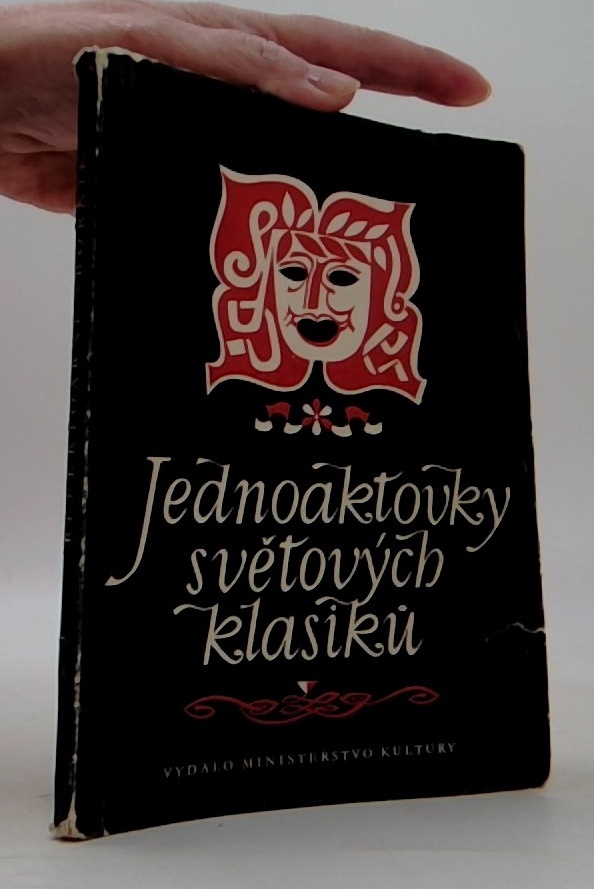 Jednoaktovky
světových
klasiků
VYDALO MINISTERSTVO KULTURY